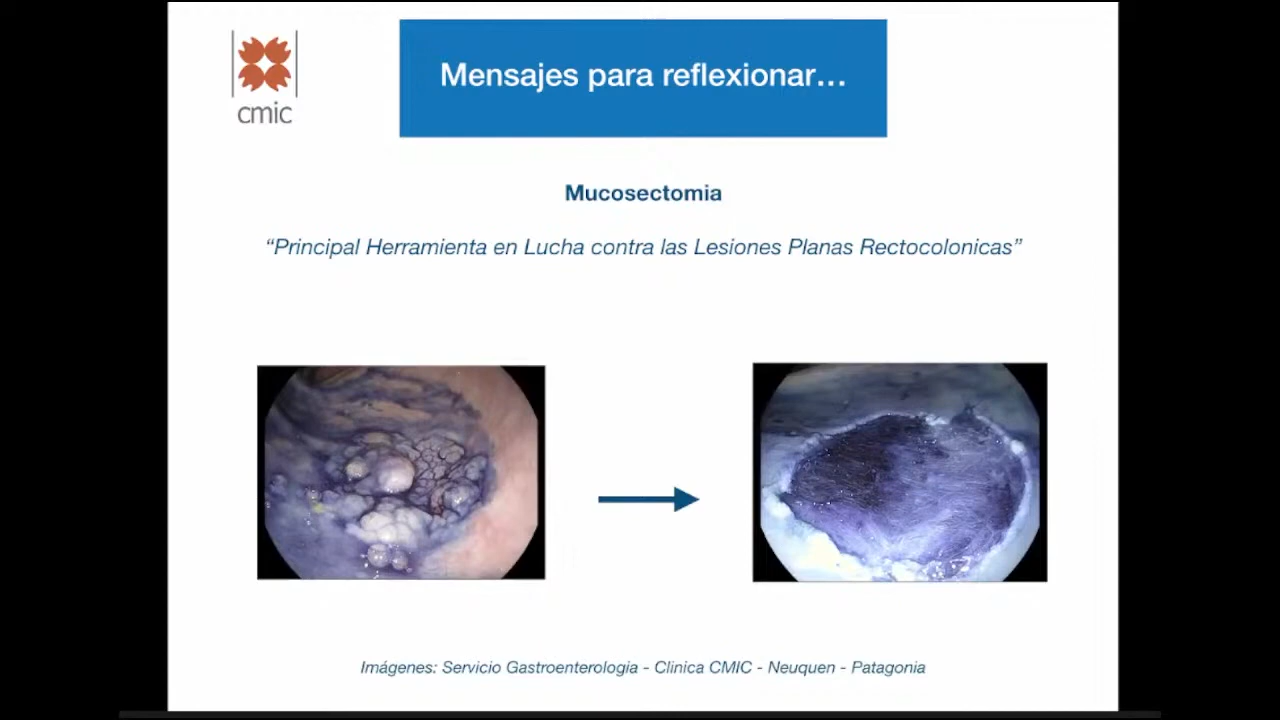 cmic
Mensajes para reflexionar...
Mucosectomia
“Principal Herramienta en Lucha contra las Lesiones Planas Rectocolonicas”
Imágenes: Servicio Gastroenterologia - Clinica CMIC - Neuquen - Patagonia